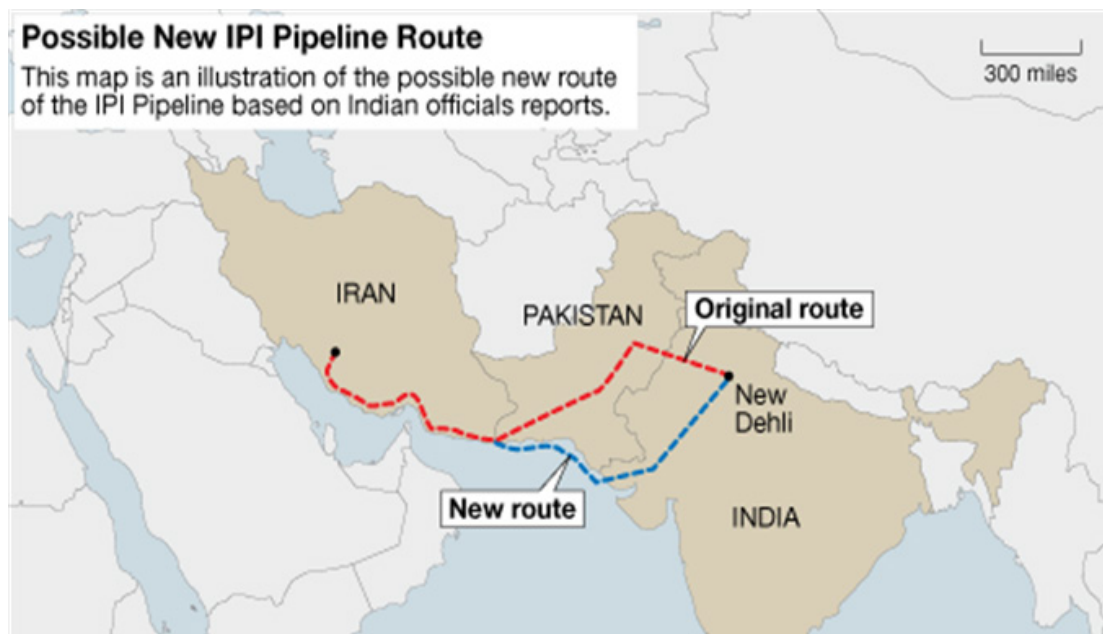 Possible New IPI Pipeline Route
This map is an illustration of the possible new route
of the IPI Pipeline based on Indian officials reports.
300 miles
IRAN
PAKISTAN
Original route
New
Dehli
New route
INDIA